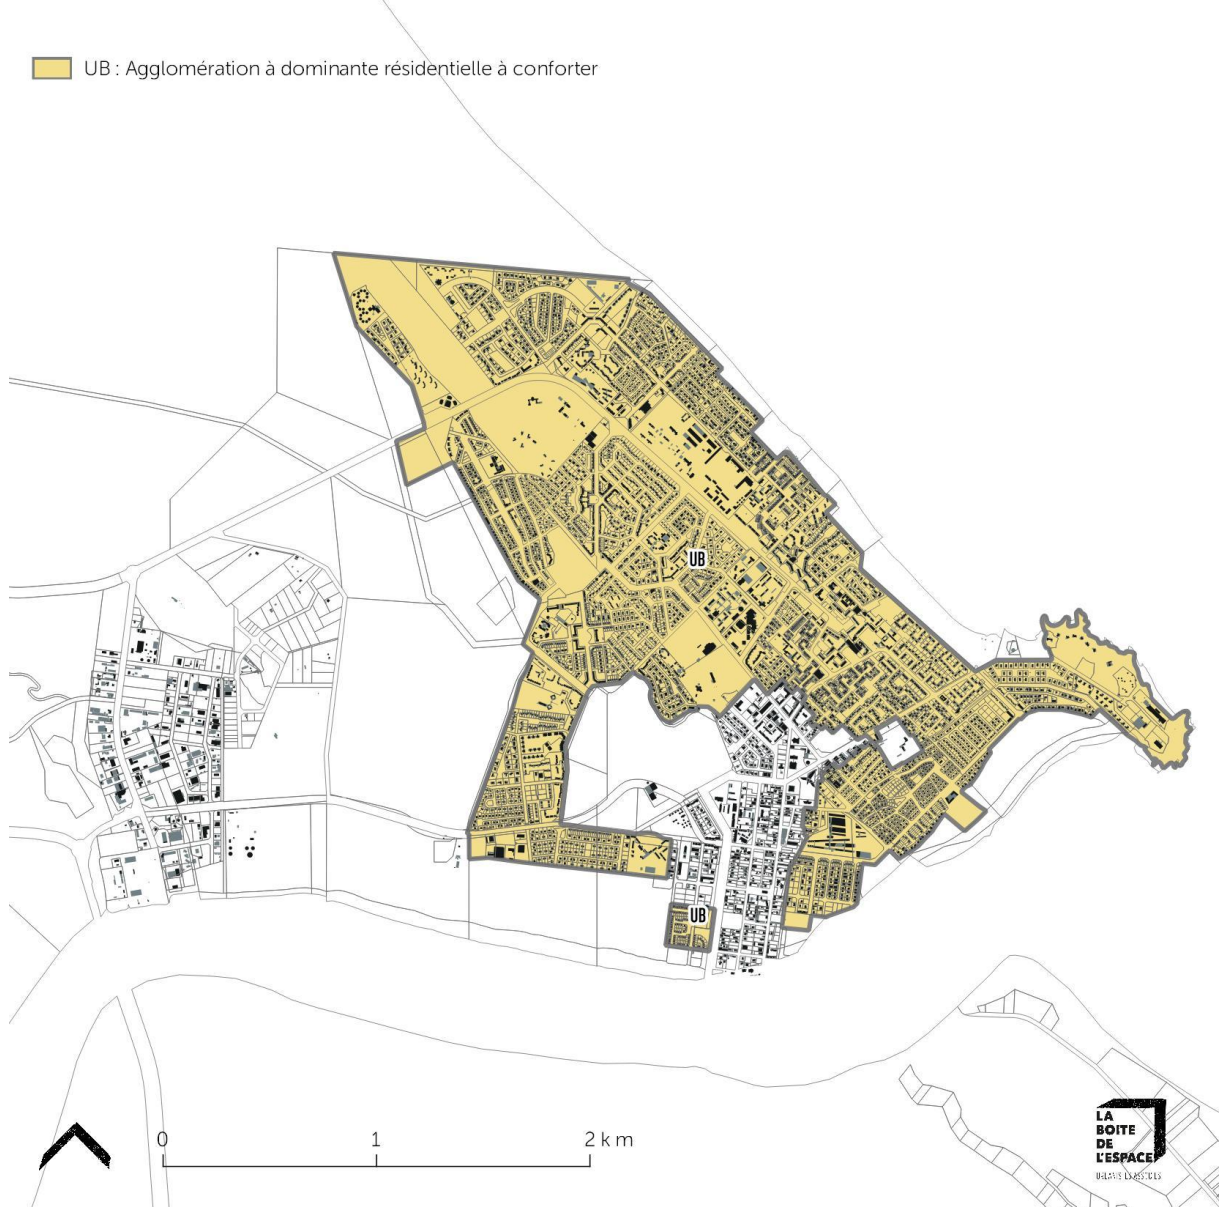 UB : Agglomération à dominante résidentielle à conforter
UB
UB
0 1 2 km
LA
BOITE
DE
L'ESPACE